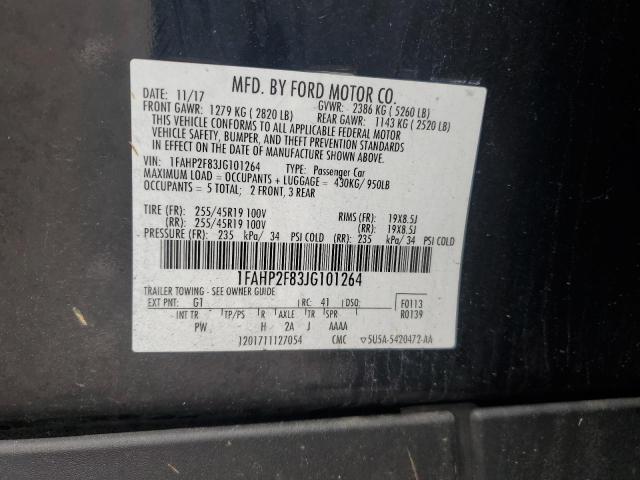 MFD. BY FORD MOTOR CO.
DATE: 11/17 GVWR: 2386 KG ( 5260 LB)
FRONT GAWR: 1279 KG ( 2820 LB) REAR GAWR: 1143 KG ( 2520 LB)
THIS VEHICLE CONFORMS TO ALL APPLICABLE FEDERAL MOTOR
VEHICLE SAFETY, BUMPER, AND THEFT PREVENTION STANDARDS
IN EFFECT ON THE DATE OF MANUFACTURE SHOWN ABOVE.
VIN: 1FAHP2F83JG101264 TYPE: Passenger Car
MAXIMUM LOAD = OCCUPANTS + LUGGAGE = 430KG/ 950LB
OCCUPANTS = 5 TOTAL; 2 FRONT, 3 REAR
TIRE (FR): 255/45R19 100V RIMS (FR): 19X8.5J
(RR): 255/45R19 100V (RR): 19X8.5J
PRESSURE (FR): 235 kPa/ 34 PSI COLD (RR): 235 kPa/ 34 PSI COLD
1FAHP2F83JG101264
TRAILER TOWING - SEE OWNER GUIDE
EXT PNT: G1 RC: 41 DSO: F0113
INT TR TP/PS R AXLE TR SPR R0139
PW H 2A J AAAA
1201711127054 CMC 5U5A-5420472-AA